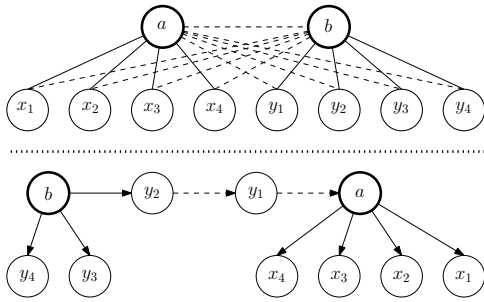 a b
x₁ x₂ x₃ x₄ y₁ y₂ y₃ y₄
b y₂ y₁ a
y₄ y₃ x₄ x₃ x₂ x₁